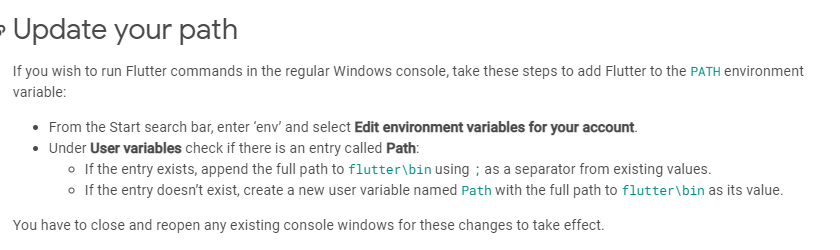 Update your path
If you wish to run Flutter commands in the regular Windows console, take these steps to add Flutter to the PATH environment
variable:
• From the Start search bar, enter ‘env’ and select Edit environment variables for your account.
• Under User variables check if there is an entry called Path:
◦ If the entry exists, append the full path to flutter\bin using ; as a separator from existing values.
◦ If the entry doesn’t exist, create a new user variable named Path with the full path to flutter\bin as its value.
You have to close and reopen any existing console windows for these changes to take effect.